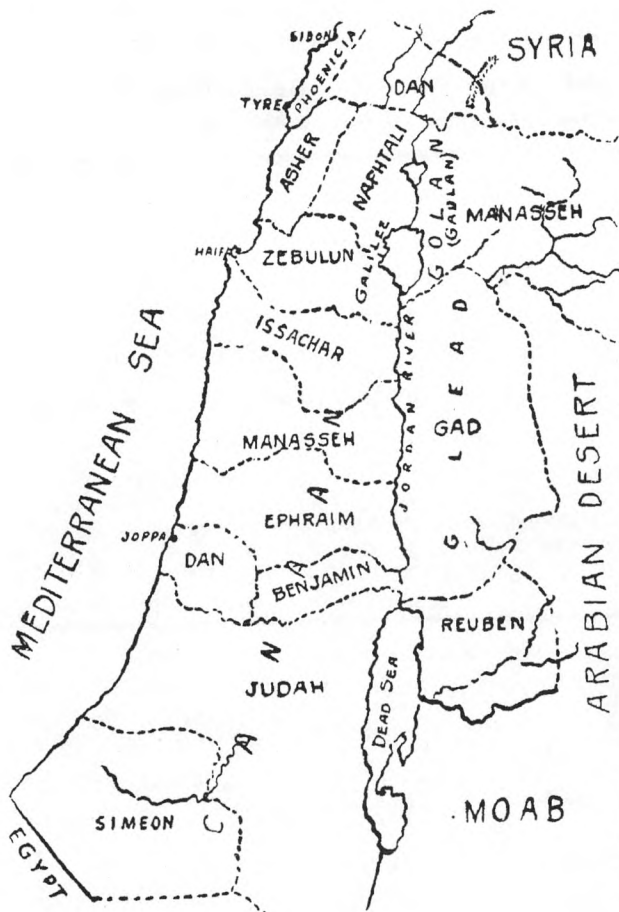 SIDON
PHOENICIA
SYRIA
DAN
TYRE
ASHER
NAPHTALI
GOLAN
(GAULAN)
MANASSEH
HAIFA
ZEBULUN
GALILEE
ISSACHAR
JORDAN RIVER
GILEAD
GAD
MEDITERRANEAN SEA
MANASSEH
CANAAN
EPHRAIM
JOPPA
DAN
BENJAMIN
REUBEN
ARABIAN DESERT
JUDAH
DEAD SEA
SIMEON
MOAB
EGYPT